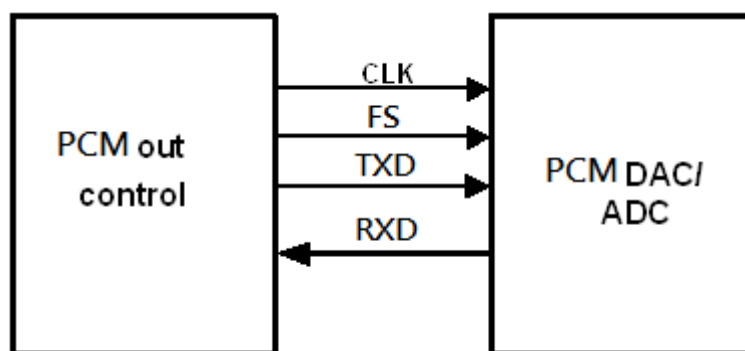 CLK
FS
PCM out
control
TXD
RXD
PCM DAC/
ADC